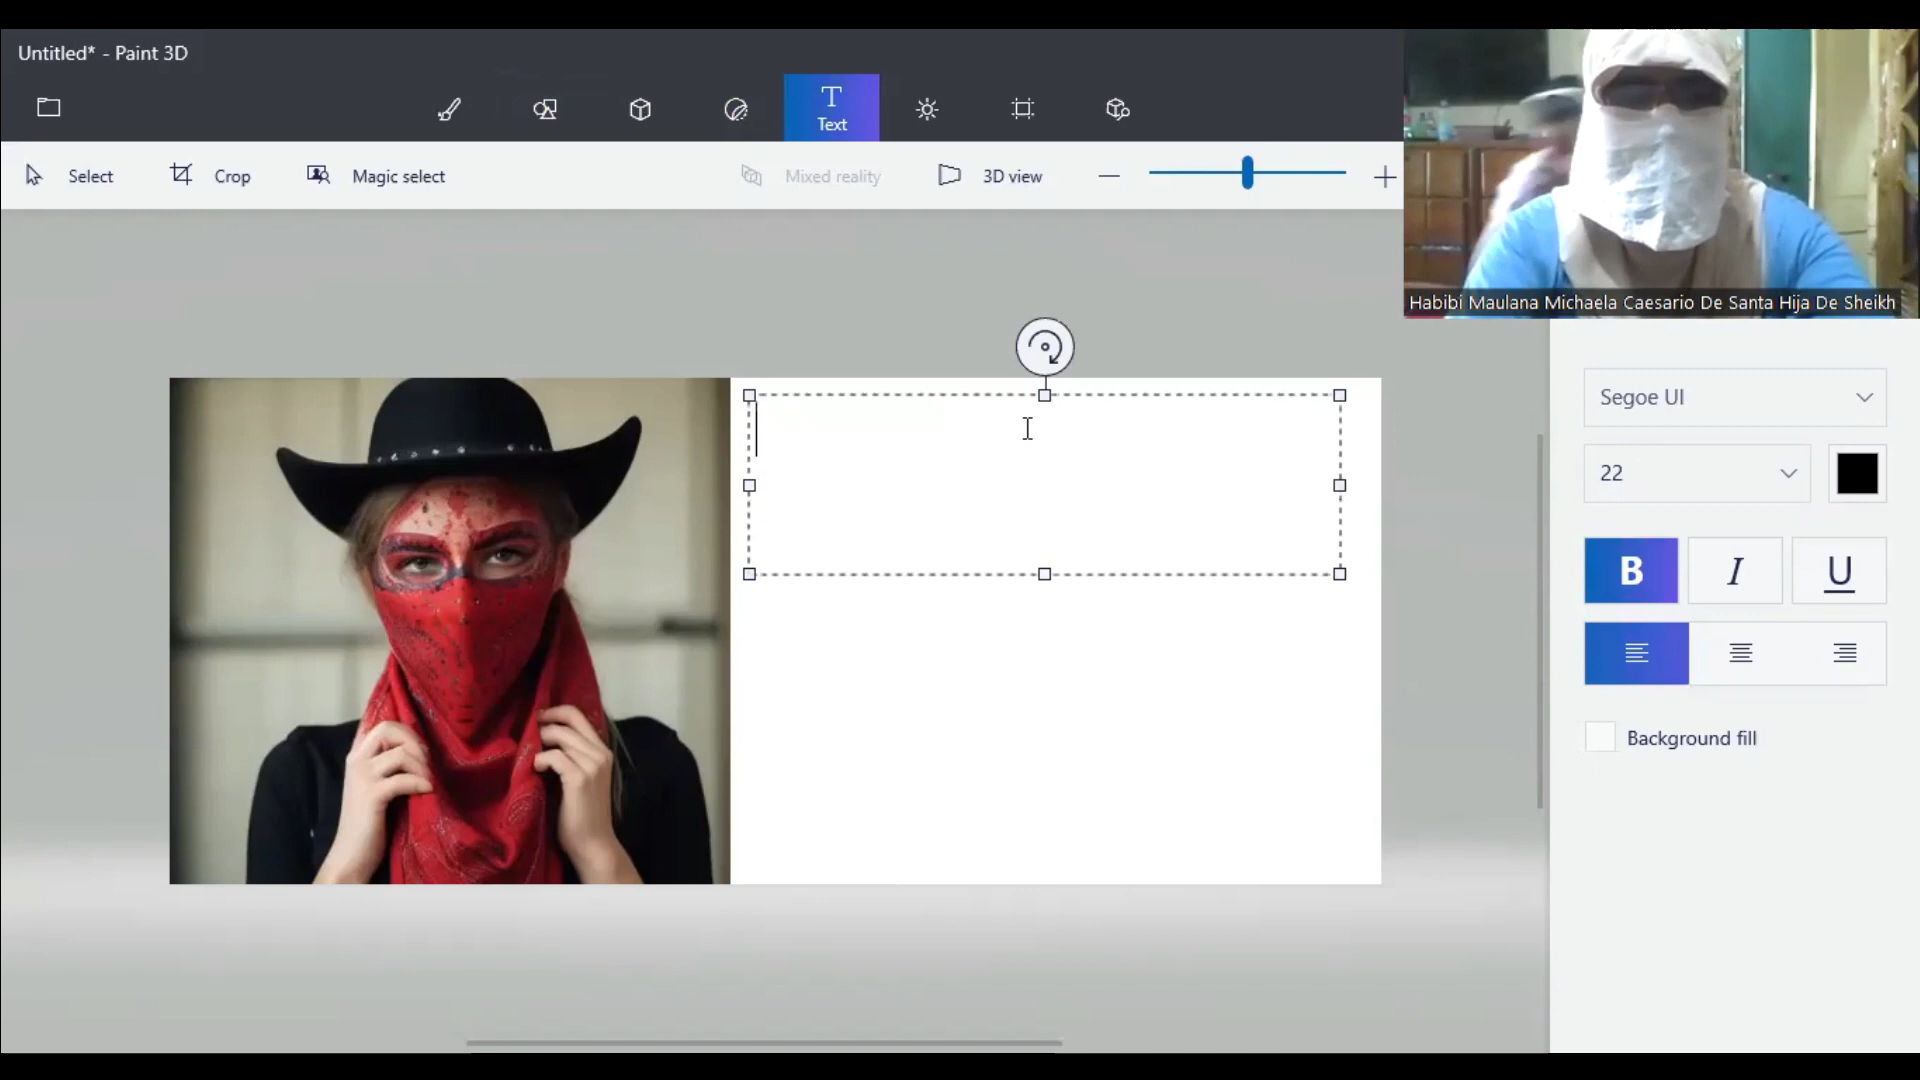 Untitled* - Paint 3D
Text
Select
Crop
Magic select
Mixed reality
3D view
Habibi Maulana Michaela Caesario De Santa Hija De Sheikh
Segoe UI
22
B
I
U
Background fill